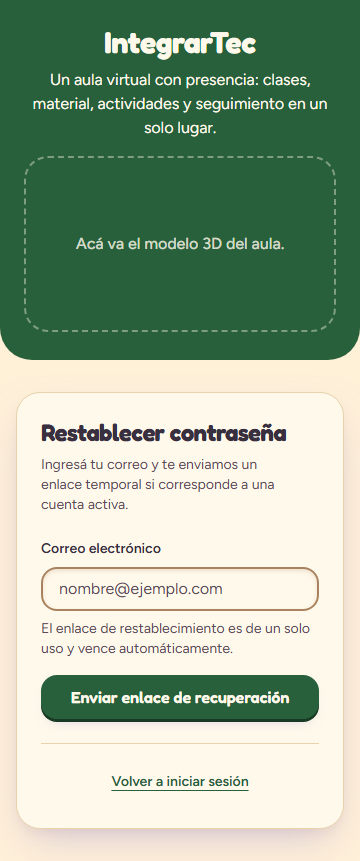 IntegrarTec
Un aula virtual con presencia: clases,
material, actividades y seguimiento en un
solo lugar.
Acá va el modelo 3D del aula.
Restablecer contraseña
Ingresá tu correo y te enviamos un
enlace temporal si corresponde a una
cuenta activa.
Correo electrónico
nombre@ejemplo.com
El enlace de restablecimiento es de un solo
uso y vence automáticamente.
Enviar enlace de recuperación
Volver a iniciar sesión